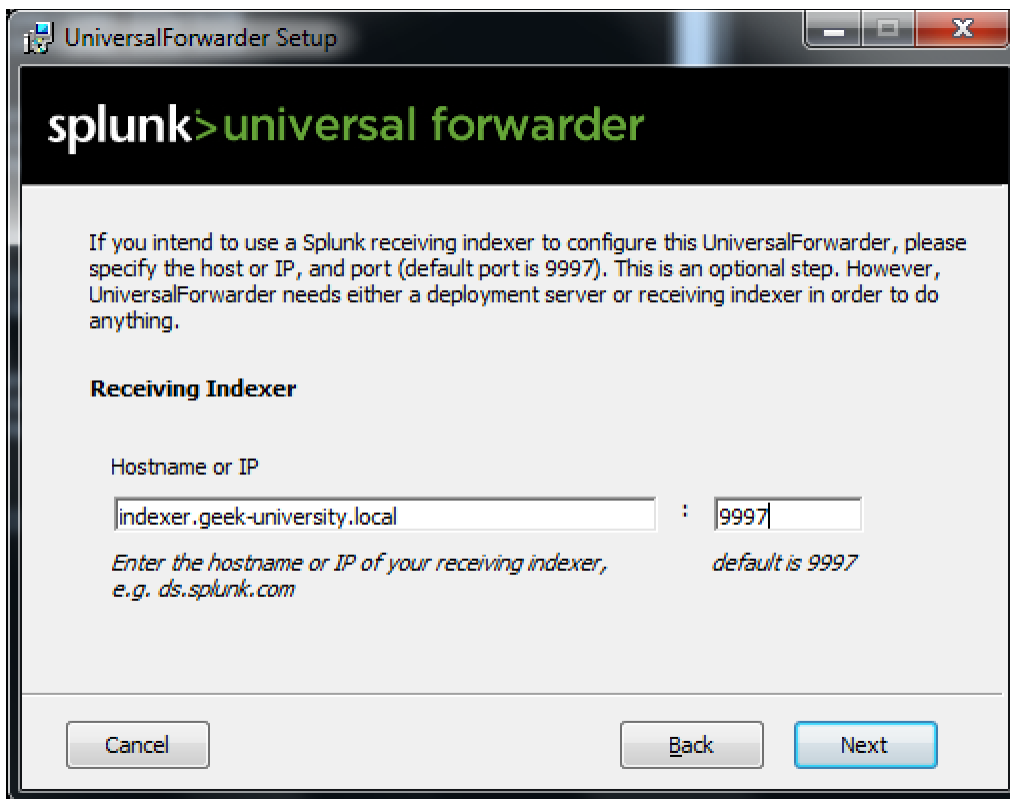 UniversalForwarder Setup
splunk>universal forwarder
If you intend to use a Splunk receiving indexer to configure this UniversalForwarder, please
specify the host or IP, and port (default port is 9997). This is an optional step. However,
UniversalForwarder needs either a deployment server or receiving indexer in order to do
anything.
Receiving Indexer
Hostname or IP
indexer.geek-university.local : 9997
Enter the hostname or IP of your receiving indexer, default is 9997
e.g. ds.splunk.com
Cancel Back Next